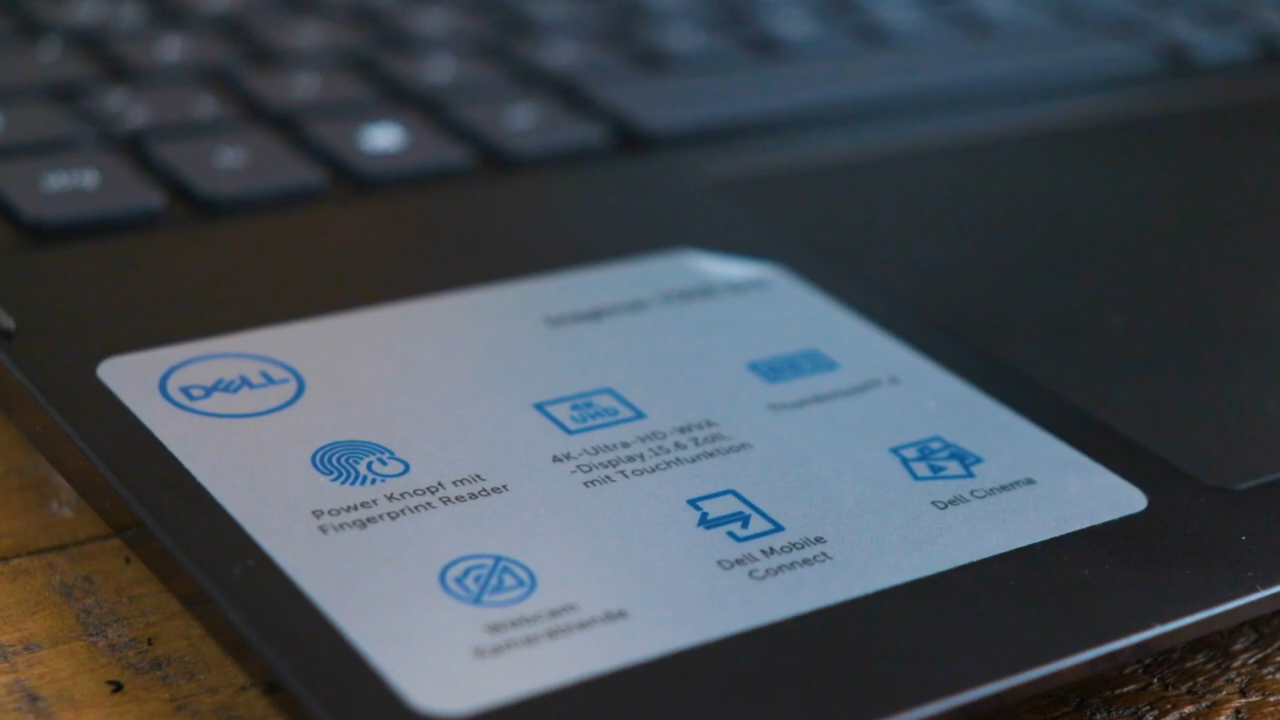 DELL
4K
UHD
Power Knopf mit
Fingerprint Reader
4K-Ultra-HD-WVA
-Display 15.6 Zoll,
mit Touchfunktion
Webcam
Dell Mobile
Connect
Dell Cinema